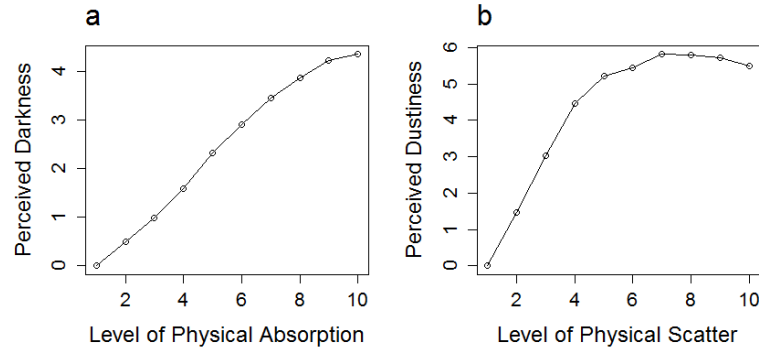 a
Perceived Darkness
4
3
2
1
0
2 4 6 8 10
Level of Physical Absorption
b
Perceived Dustiness
6
5
4
3
2
1
0
2 4 6 8 10
Level of Physical Scatter